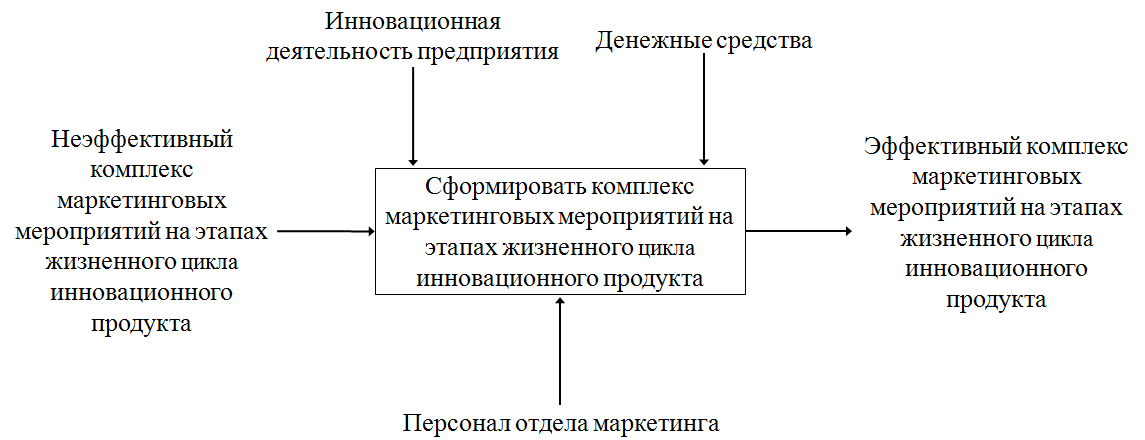 Инновационная
деятельность предприятия
Денежные средства
Неэффективный
комплекс
маркетинговых
мероприятий на этапах
жизненного цикла
инновационного
продукта
Сформировать комплекс
маркетинговых мероприятий на
этапах жизненного цикла
инновационного продукта
Эффективный комплекс
маркетинговых
мероприятий на этапах
жизненного цикла
инновационного
продукта
Персонал отдела маркетинга